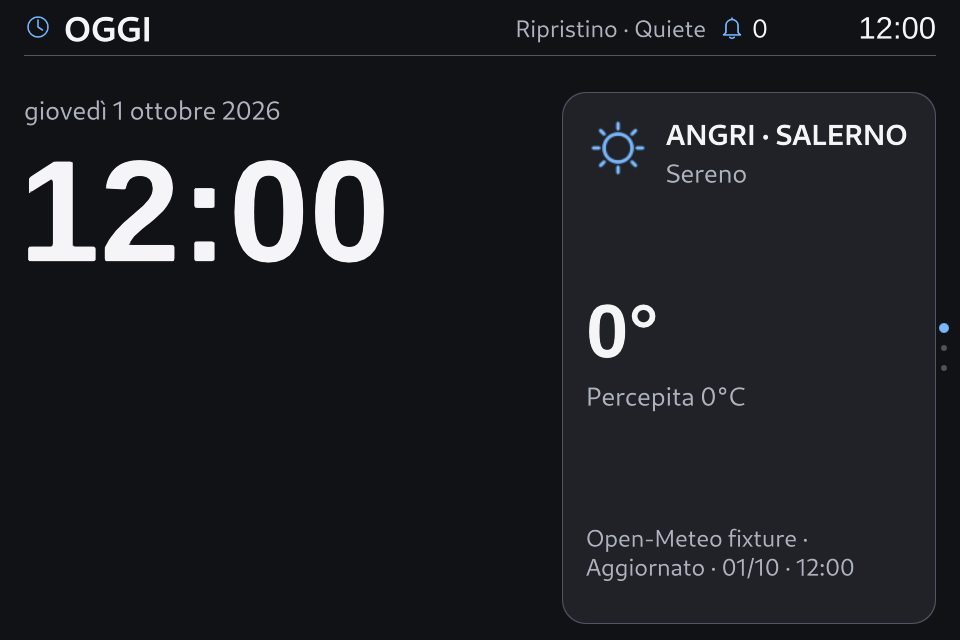 OGGI
Ripristino · Quiete 0 12:00
giovedì 1 ottobre 2026
12:00
ANGRI · SALERNO
Sereno
0°
Percepita 0°C
Open-Meteo fixture ·
Aggiornato · 01/10 · 12:00